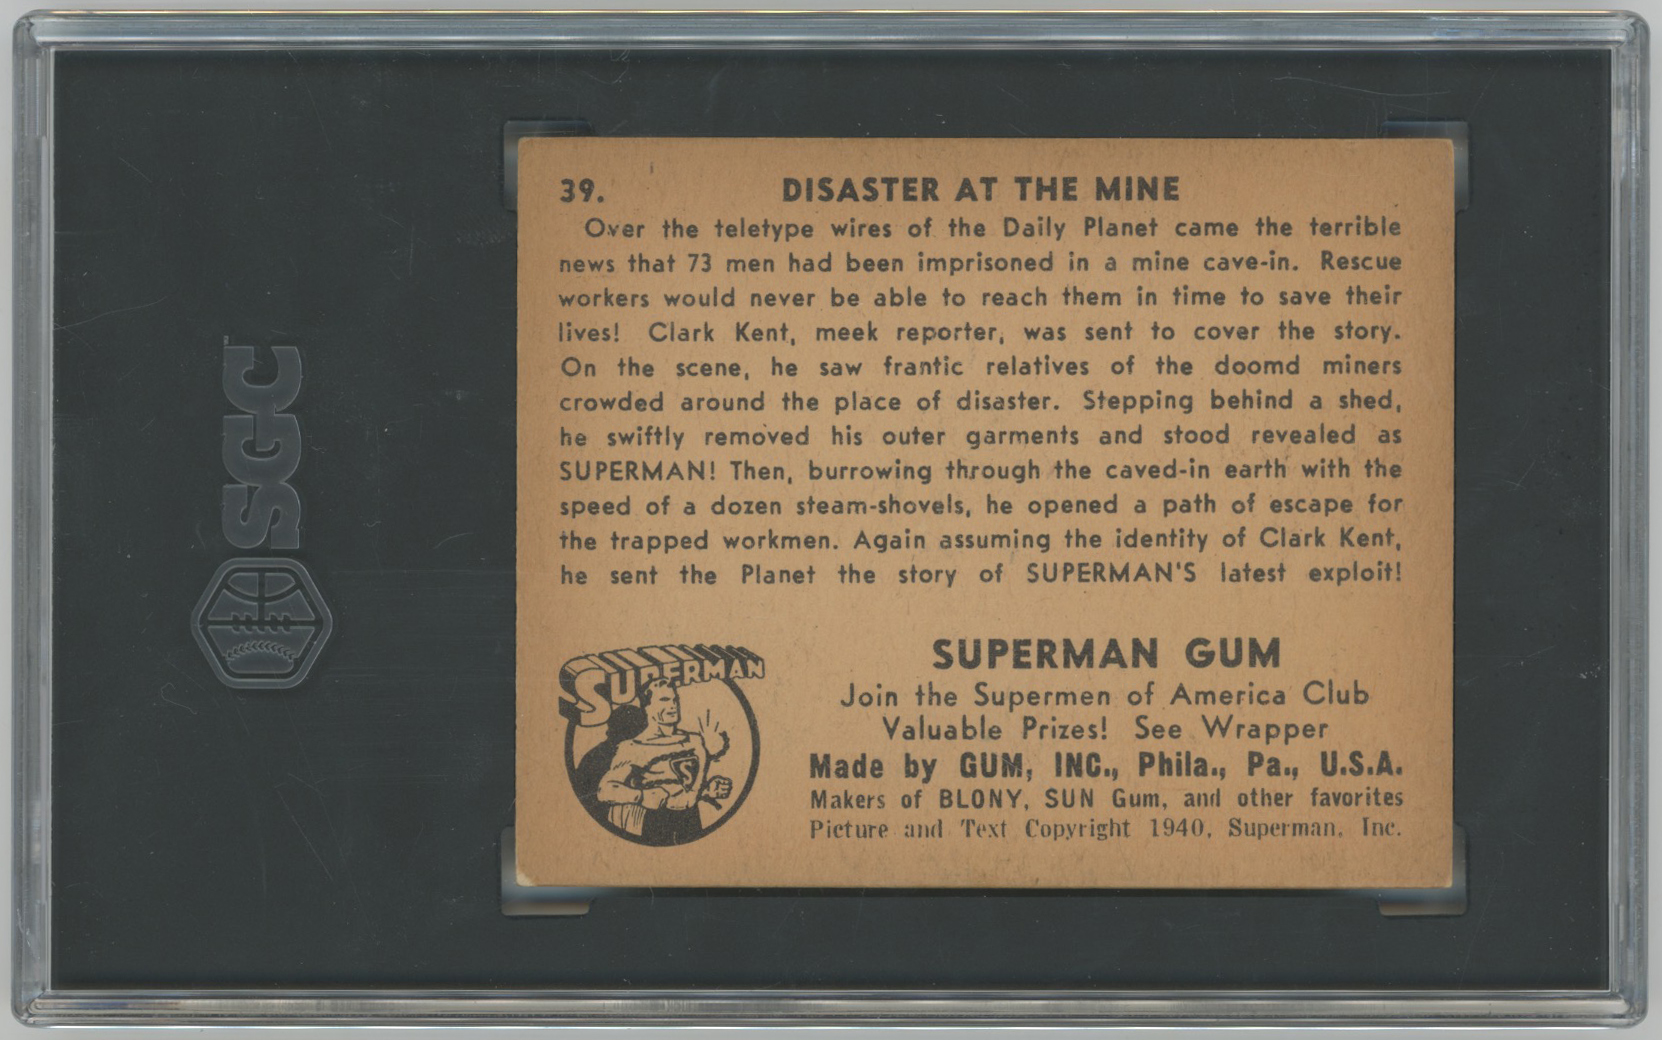 SGC
39. DISASTER AT THE MINE
Over the teletype wires of the Daily Planet came the terrible
news that 73 men had been imprisoned in a mine cave-in. Rescue
workers would never be able to reach them in time to save their
lives! Clark Kent, meek reporter, was sent to cover the story.
On the scene, he saw frantic relatives of the doomd miners
crowded around the place of disaster. Stepping behind a shed,
he swiftly removed his outer garments and stood revealed as
SUPERMAN! Then, burrowing through the caved-in earth with the
speed of a dozen steam-shovels, he opened a path of escape for
the trapped workmen. Again assuming the identity of Clark Kent,
he sent the Planet the story of SUPERMAN'S latest exploit!
SUPERMAN
S
SUPERMAN GUM
Join the Supermen of America Club
Valuable Prizes! See Wrapper
Made by GUM, INC., Phila., Pa., U.S.A.
Makers of BLONY, SUN Gum, and other favorites
Picture and Text Copyright 1940, Superman, Inc.